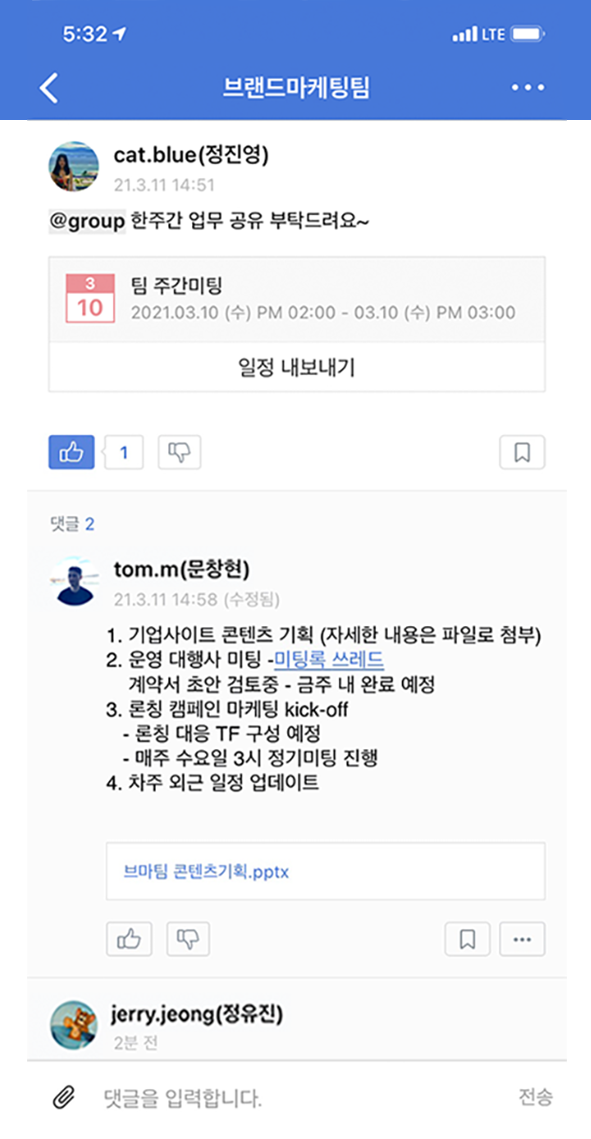 5:32
LTE
브랜드마케팅팀
cat.blue(정진영)
21.3.11 14:51
@group 한주간 업무 공유 부탁드려요~
3
10
팀 주간미팅
2021.03.10 (수) PM 02:00 - 03.10 (수) PM 03:00
일정 내보내기
1
댓글 2
tom.m(문창현)
21.3.11 14:58 (수정됨)
1. 기업사이트 콘텐츠 기획 (자세한 내용은 파일로 첨부)
2. 운영 대행사 미팅 -미팅록 쓰레드
계약서 초안 검토중 - 금주 내 완료 예정
3. 론칭 캠페인 마케팅 kick-off
- 론칭 대응 TF 구성 예정
- 매주 수요일 3시 정기미팅 진행
4. 차주 외근 일정 업데이트
브마팀 콘텐츠기획.pptx
jerry.jeong(정유진)
2분 전
댓글을 입력합니다.
전송